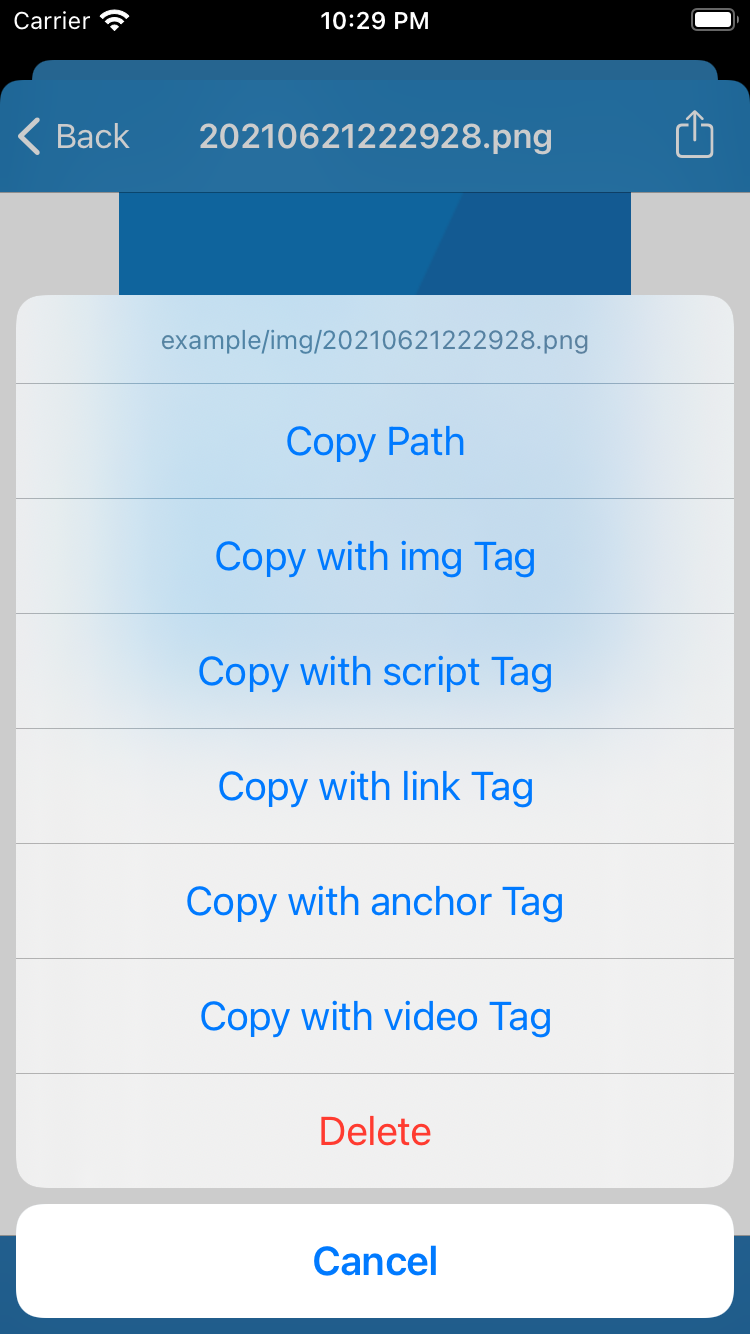 Carrier 10:29 PM
Back 20210621222928.png
example/img/20210621222928.png
Copy Path
Copy with img Tag
Copy with script Tag
Copy with link Tag
Copy with anchor Tag
Copy with video Tag
Delete
Cancel